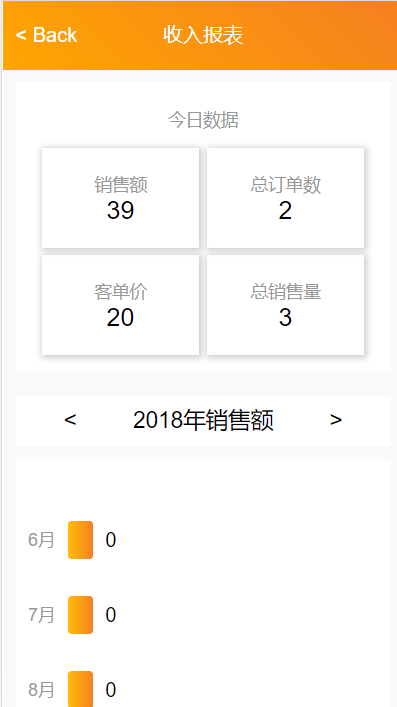 < Back 收入报表
今日数据
销售额 总订单数
39 2
客单价 总销售量
20 3
< 2018年销售额 >
6月 0
7月 0
8月 0